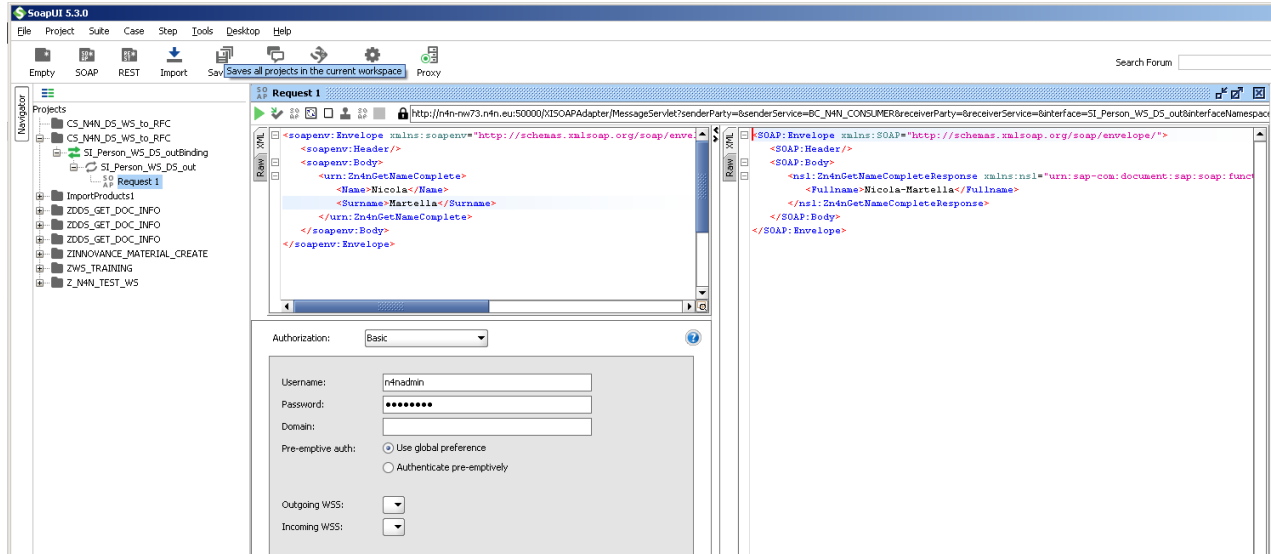 SoapUI 5.3.0
File Project Suite Case Step Tools Desktop Help
Empty SOAP REST Import Sav Saves all projects in the current workspace Proxy
Search Forum
Navigator
Projects
CS_N4N_DS_WS_to_RFC
CS_N4N_DS_WS_to_RFC
SI_Person_WS_DS_outBinding
SI_Person_WS_DS_out
Request 1
ImportProducts1
ZDDS_GET_DOC_INFO
ZDDS_GET_DOC_INFO
ZDDS_GET_DOC_INFO
ZINNOVANCE_MATERIAL_CREATE
ZWS_TRAINING
Z_N4N_TEST_WS
Request 1
http://n4n-nw73.n4n.eu:50000/XISOAPAdapter/MessageServlet?senderParty=&senderService=BC_N4N_CONSUMER&receiverParty=&receiverService=&interface=SI_Person_WS_DS_out&interfaceNamespace
XML
Raw
<soapenv:Envelope xmlns:soapenv="http://schemas.xmlsoap.org/soap/enve
<soapenv:Header/>
<soapenv:Body>
<urn:Zn4nGetNameComplete>
<Name>Nicola</Name>
<Surname>Martella</Surname>
</urn:Zn4nGetNameComplete>
</soapenv:Body>
</soapenv:Envelope>
XML
Raw
<SOAP:Envelope xmlns:SOAP="http://schemas.xmlsoap.org/soap/envelope/">
<SOAP:Header/>
<SOAP:Body>
<ns1:Zn4nGetNameCompleteResponse xmlns:ns1="urn:sap-com:document:sap:soap:func
<Fullname>Nicola-Martella</Fullname>
</ns1:Zn4nGetNameCompleteResponse>
</SOAP:Body>
</SOAP:Envelope>
Authorization: Basic
Username: n4nadmin
Password: ••••••••
Domain:
Pre-emptive auth: Use global preference
Authenticate pre-emptively
Outgoing WSS:
Incoming WSS: